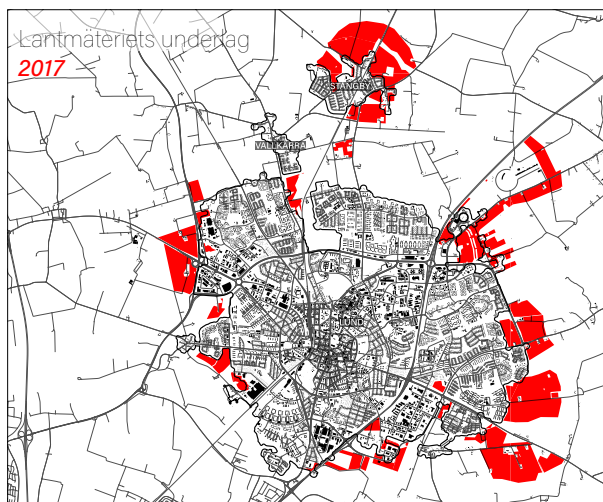 Lantmäteriets underlag
2017
STÅNGBY
VALLKÄRRA
LUND